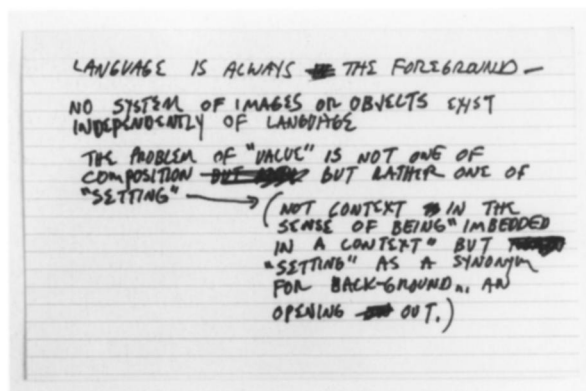 LANGUAGE IS ALWAYS THE FOREGROUND —
NO SYSTEM OF IMAGES OR OBJECTS EXIST
INDEPENDENTLY OF LANGUAGE
THE PROBLEM OF "VALUE" IS NOT ONE OF
COMPOSITION BUT RATHER ONE OF
"SETTING" →
(NOT CONTEXT IN THE
SENSE OF BEING "IMBEDDED
IN A CONTEXT" BUT
"SETTING" AS A SYNONYM
FOR BACK-GROUND... AN
OPENING OUT.)